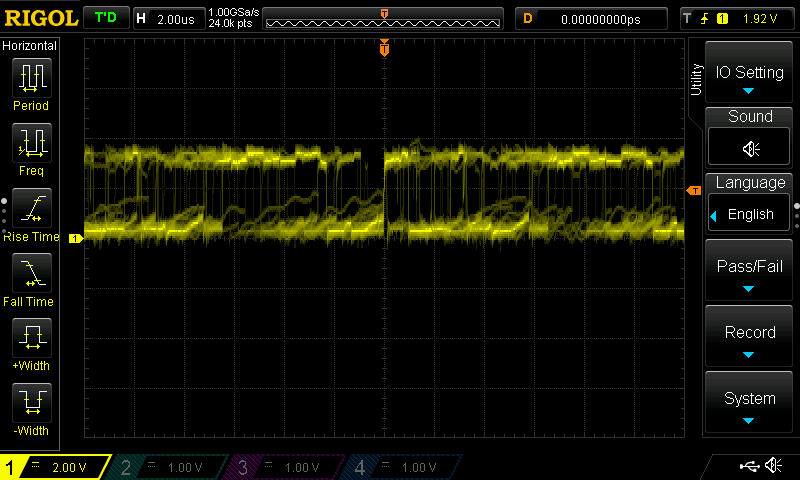 RIGOL T'D H 2.00us 1.00GSa/s 24.0k pts T D 0.00000000ps T 1 1.92 V
Horizontal
Period
Freq
Rise Time
Fall Time
+Width
-Width
T
T
1
Utility
IO Setting
Sound
Language
English
Pass/Fail
Record
System
1 2.00 V 2 1.00 V 3 1.00 V 4 1.00 V